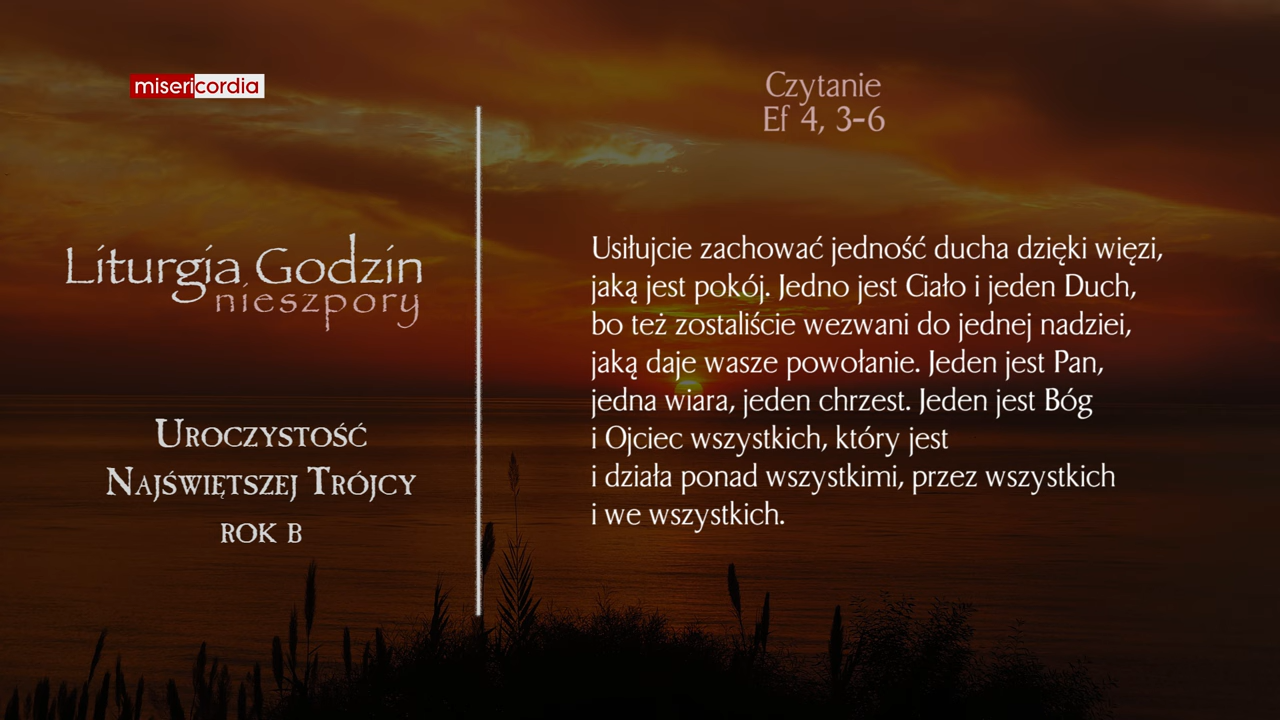 misericordia
Liturgia Godzin
nieszpory
Uroczystość
Najświętszej Trójcy
rok b
Czytanie
Ef 4, 3-6
Usiłujcie zachować jedność ducha dzięki więzi,
jaką jest pokój. Jedno jest Ciało i jeden Duch,
bo też zostaliście wezwani do jednej nadziei,
jaką daje wasze powołanie. Jeden jest Pan,
jedna wiara, jeden chrzest. Jeden jest Bóg
i Ojciec wszystkich, który jest
i działa ponad wszystkimi, przez wszystkich
i we wszystkich.